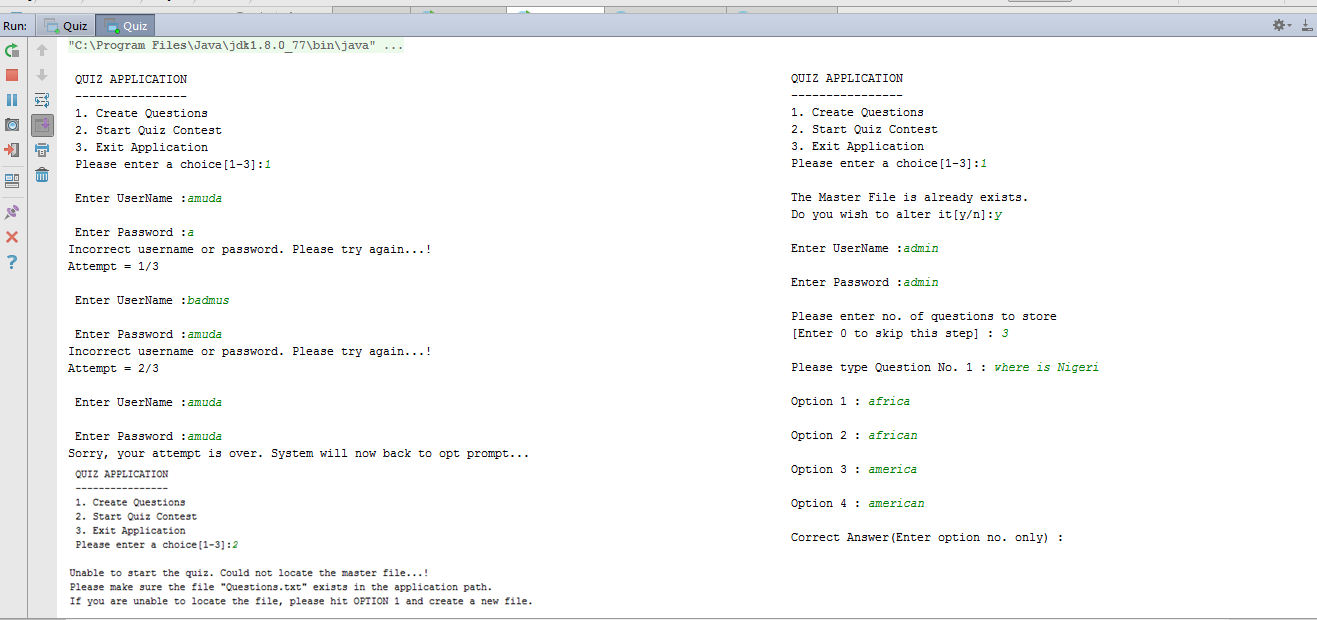 Run: Quiz Quiz
"C:\Program Files\Java\jdk1.8.0_77\bin\java" ...
QUIZ APPLICATION
----------------
1. Create Questions
2. Start Quiz Contest
3. Exit Application
Please enter a choice[1-3]:1
Enter UserName :amuda
Enter Password :a
Incorrect username or password. Please try again...!
Attempt = 1/3
Enter UserName :badmus
Enter Password :amuda
Incorrect username or password. Please try again...!
Attempt = 2/3
Enter UserName :amuda
Enter Password :amuda
Sorry, your attempt is over. System will now back to opt prompt...
QUIZ APPLICATION
----------------
1. Create Questions
2. Start Quiz Contest
3. Exit Application
Please enter a choice[1-3]:2
Unable to start the quiz. Could not locate the master file...!
Please make sure the file "Questions.txt" exists in the application path.
If you are unable to locate the file, please hit OPTION 1 and create a new file.
QUIZ APPLICATION
----------------
1. Create Questions
2. Start Quiz Contest
3. Exit Application
Please enter a choice[1-3]:1
The Master File is already exists.
Do you wish to alter it[y/n]:y
Enter UserName :admin
Enter Password :admin
Please enter no. of questions to store
[Enter 0 to skip this step] : 3
Please type Question No. 1 : where is Nigeri
Option 1 : africa
Option 2 : african
Option 3 : america
Option 4 : american
Correct Answer(Enter option no. only) :